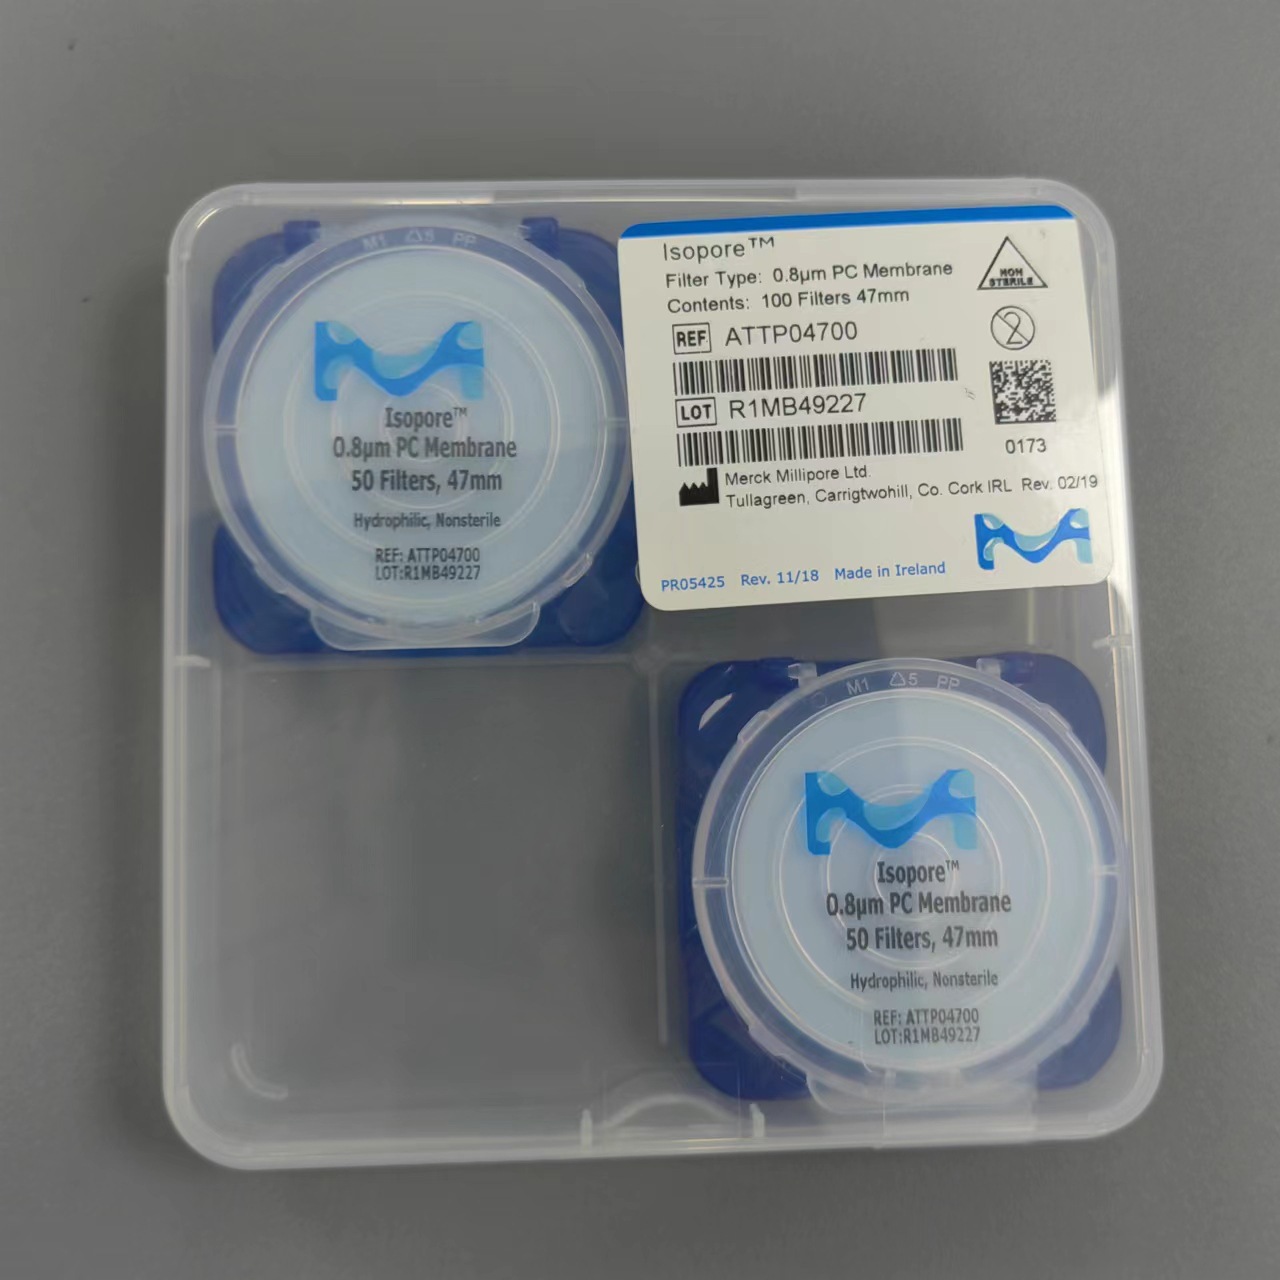 M1 5 PP
Isopore™
0.8µm PC Membrane
50 Filters, 47mm
Hydrophilic, Nonsterile
REF: ATTP04700
LOT:R1MB49227
Isopore™
Filter Type: 0.8µm PC Membrane
Contents: 100 Filters 47mm
NON
STERILE
REF ATTP04700
2
LOT R1MB49227
0173
Merck Millipore Ltd.
Tullagreen, Carrigtwohill, Co. Cork IRL Rev. 02/19
PR05425 Rev. 11/18 Made in Ireland
M1 5 PP
Isopore™
0.8µm PC Membrane
50 Filters, 47mm
Hydrophilic, Nonsterile
REF: ATTP04700
LOT:R1MB49227